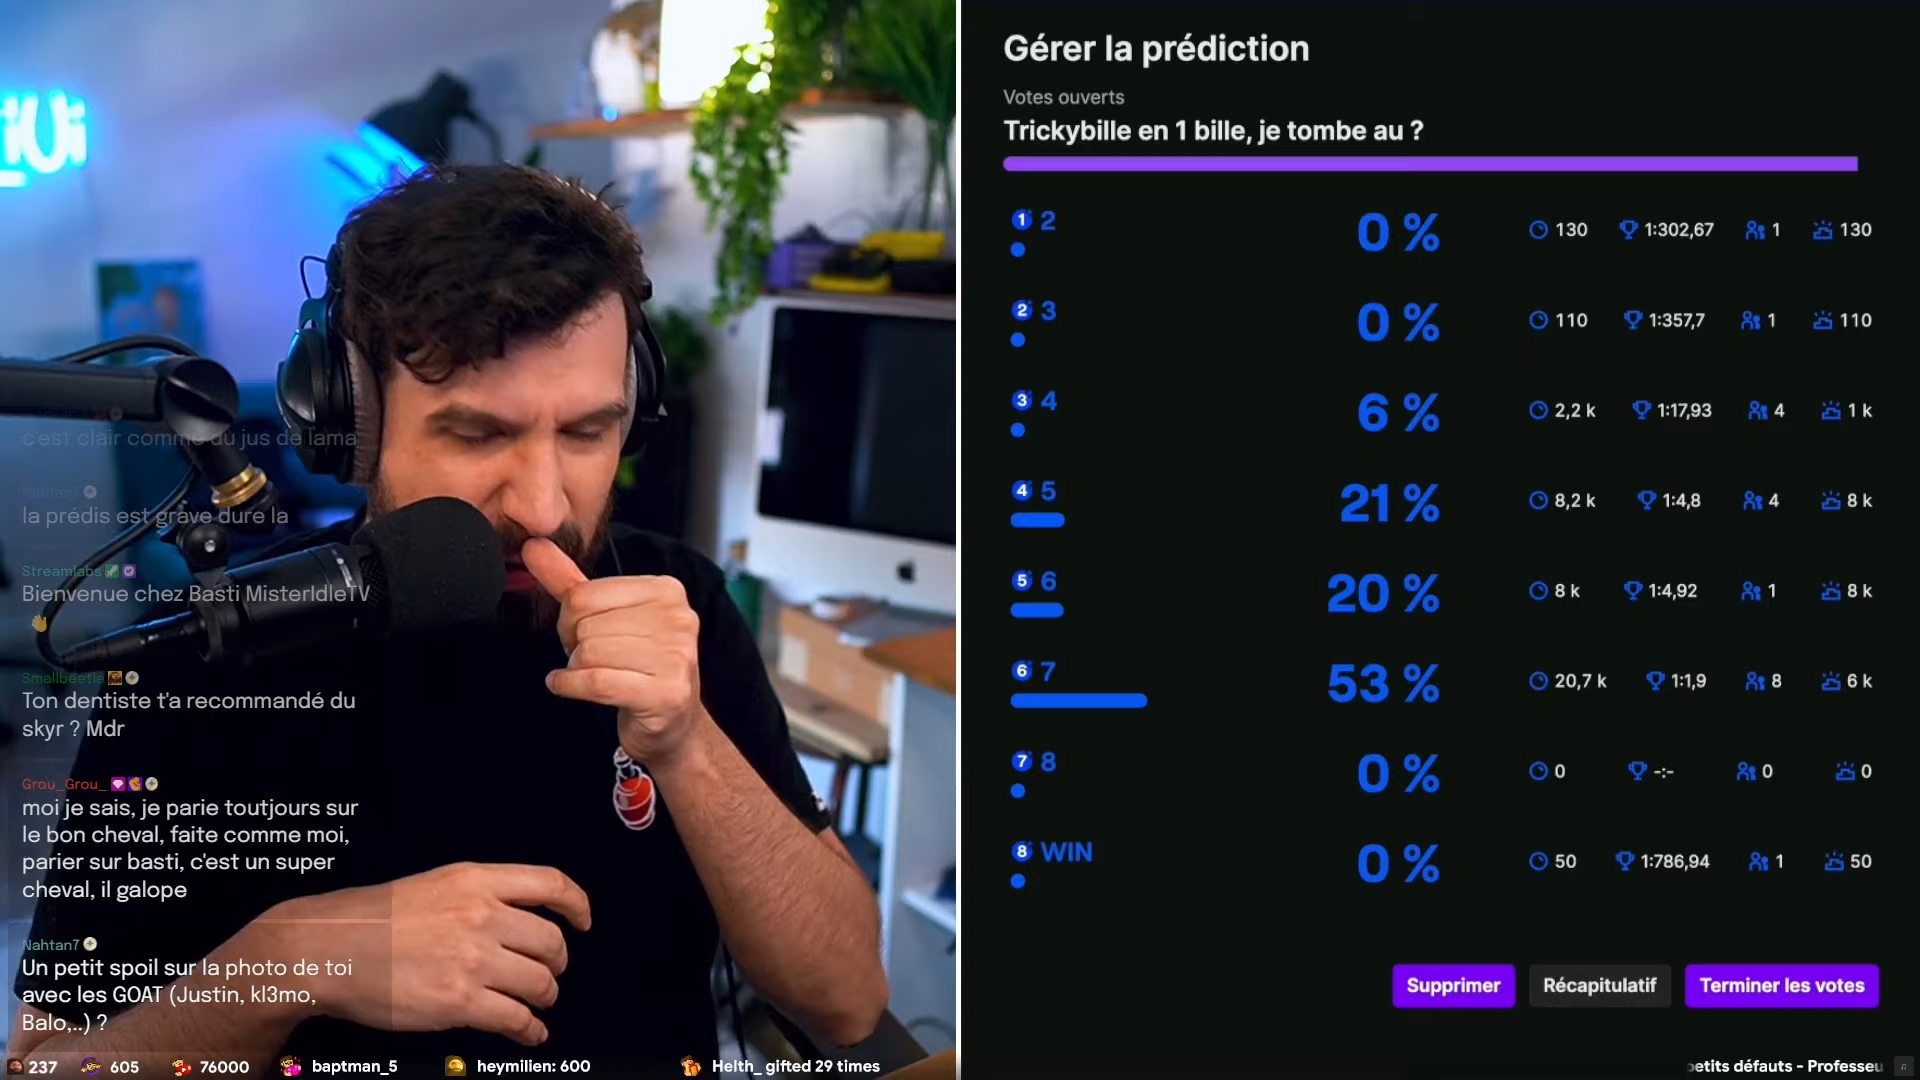 iUi
c'est clair comme du jus de lama
la prédis est grave dure la
Streamlabs
Bienvenue chez Basti MisterIdleTV
Smallbeetle
Ton dentiste t'a recommandé du
skyr ? Mdr
Grou_Grou_
moi je sais, je parie toutjours sur
le bon cheval, faite comme moi,
parier sur basti, c'est un super
cheval, il galope
Nahtan7
Un petit spoil sur la photo de toi
avec les GOAT (Justin, kl3mo,
Balo,..) ?
237 605 76000 baptman_5 heymilien: 600 Helth_ gifted 29 times
Gérer la prédiction
Votes ouverts
Trickybille en 1 bille, je tombe au ?
1 2 0 % 130 1:302,67 1 130
2 3 0 % 110 1:357,7 1 110
3 4 6 % 2,2 k 1:17,93 4 1 k
4 5 21 % 8,2 k 1:4,8 4 8 k
5 6 20 % 8 k 1:4,92 1 8 k
6 7 53 % 20,7 k 1:1,9 8 6 k
7 8 0 % 0 -:- 0 0
8 WIN 0 % 50 1:786,94 1 50
Supprimer Récapitulatif Terminer les votes
petits défauts - Professeu